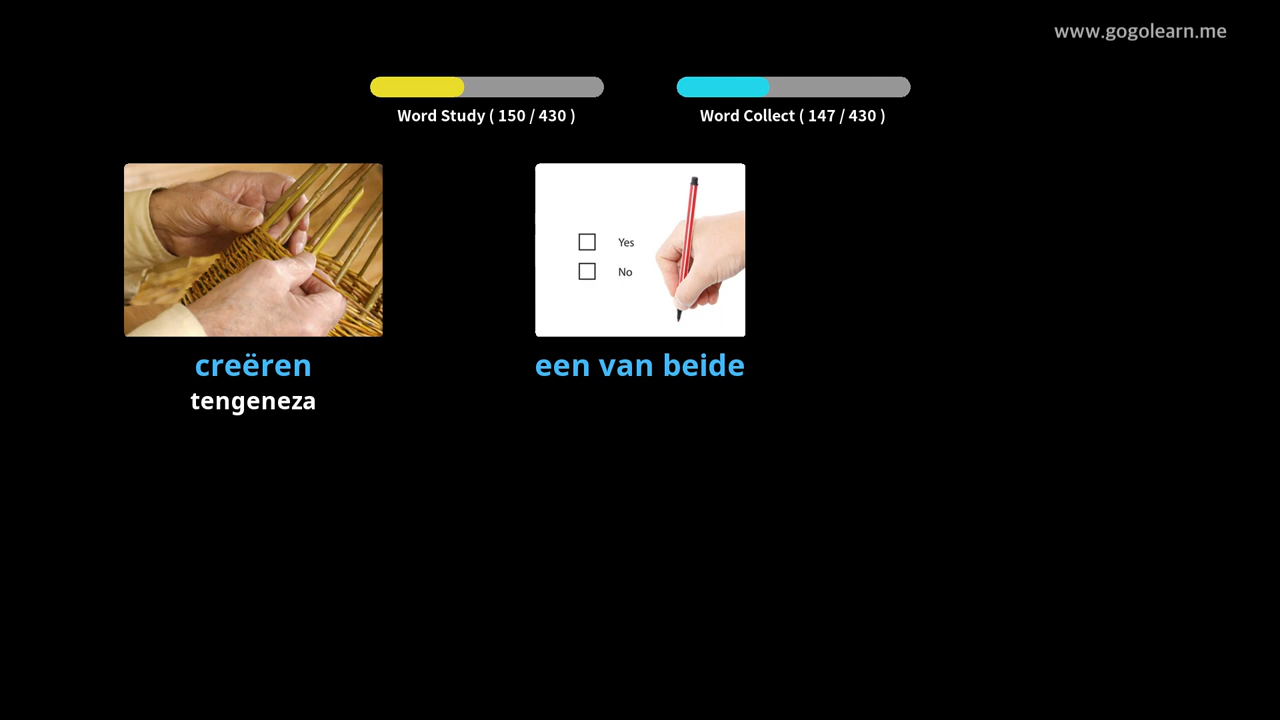 www.gogolearn.me
Word Study ( 150 / 430 )
Word Collect ( 147 / 430 )
Yes
No
creëren
een van beide
tengeneza